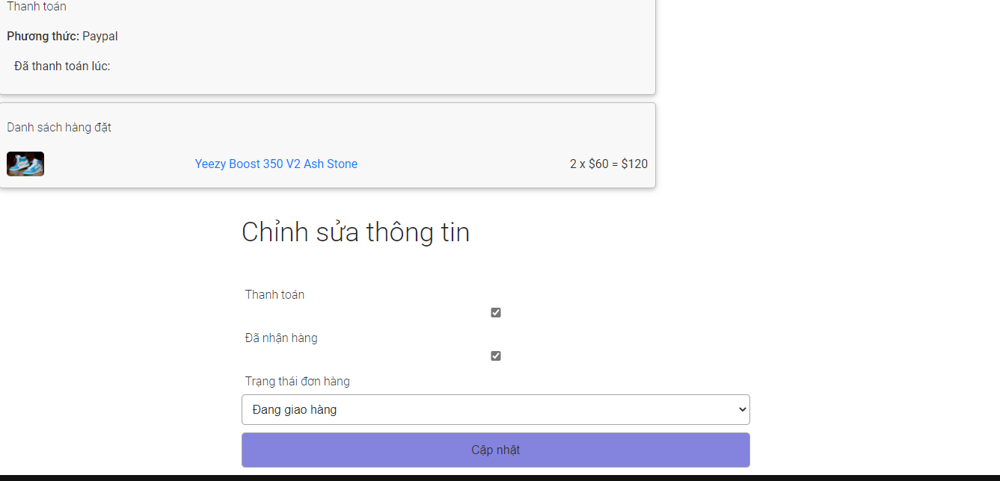 Thanh toán
Phương thức: Paypal
Đã thanh toán lúc:
Danh sách hàng đặt
Yeezy Boost 350 V2 Ash Stone 2 x $60 = $120
Chỉnh sửa thông tin
Thanh toán
Đã nhận hàng
Trạng thái đơn hàng
Đang giao hàng
Cập nhật